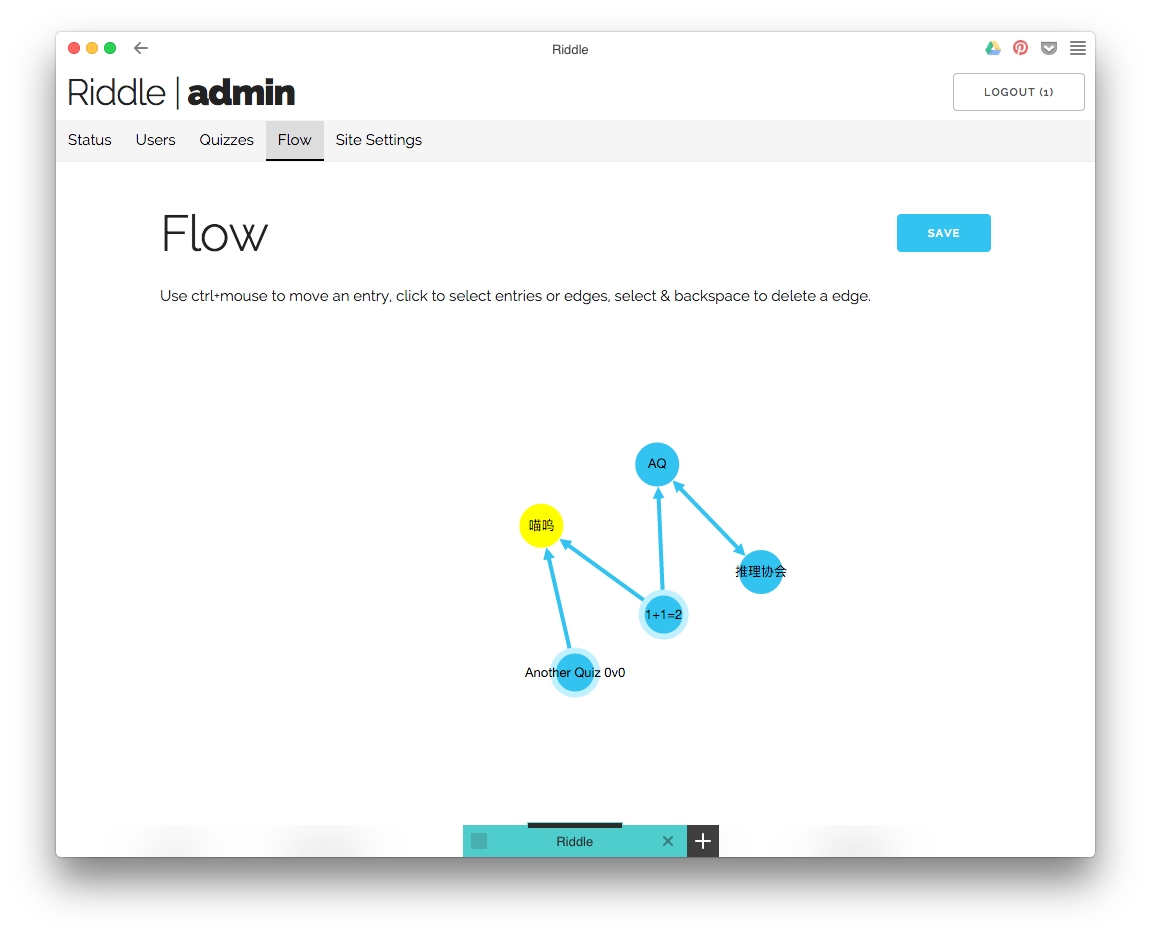 Riddle
Riddle | admin
LOGOUT (1)
Status Users Quizzes Flow Site Settings
Flow
SAVE
Use ctrl+mouse to move an entry, click to select entries or edges, select & backspace to delete a edge.
AQ
喵呜
推理协会
1+1=2
Another Quiz 0v0
Riddle